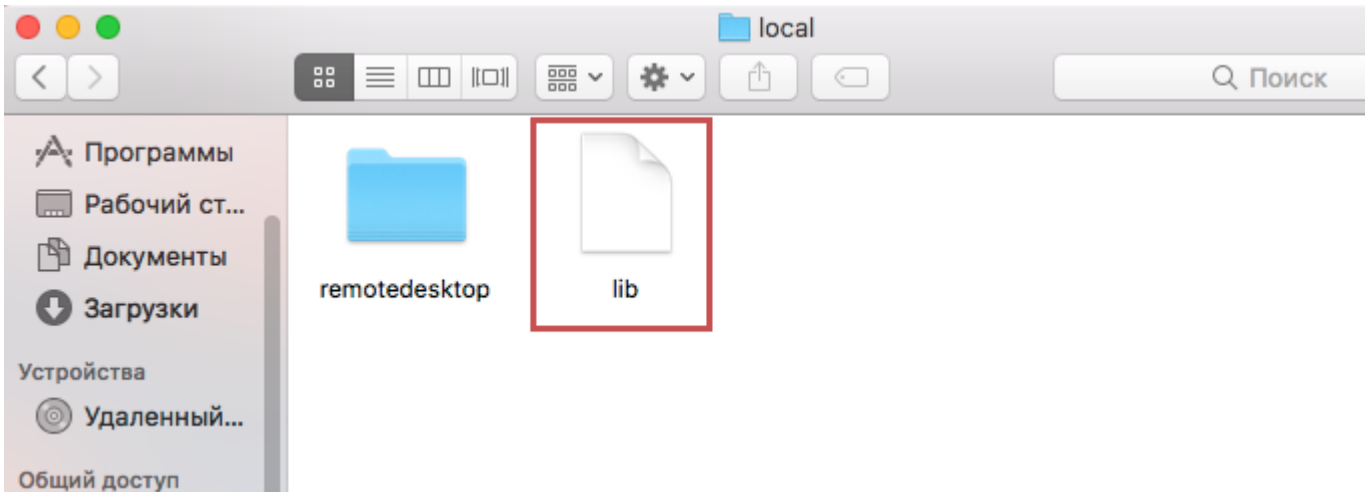 local
Поиск
Программы
Рабочий ст...
Документы
Загрузки
Устройства
Удаленный...
Общий доступ
remotedesktop
lib